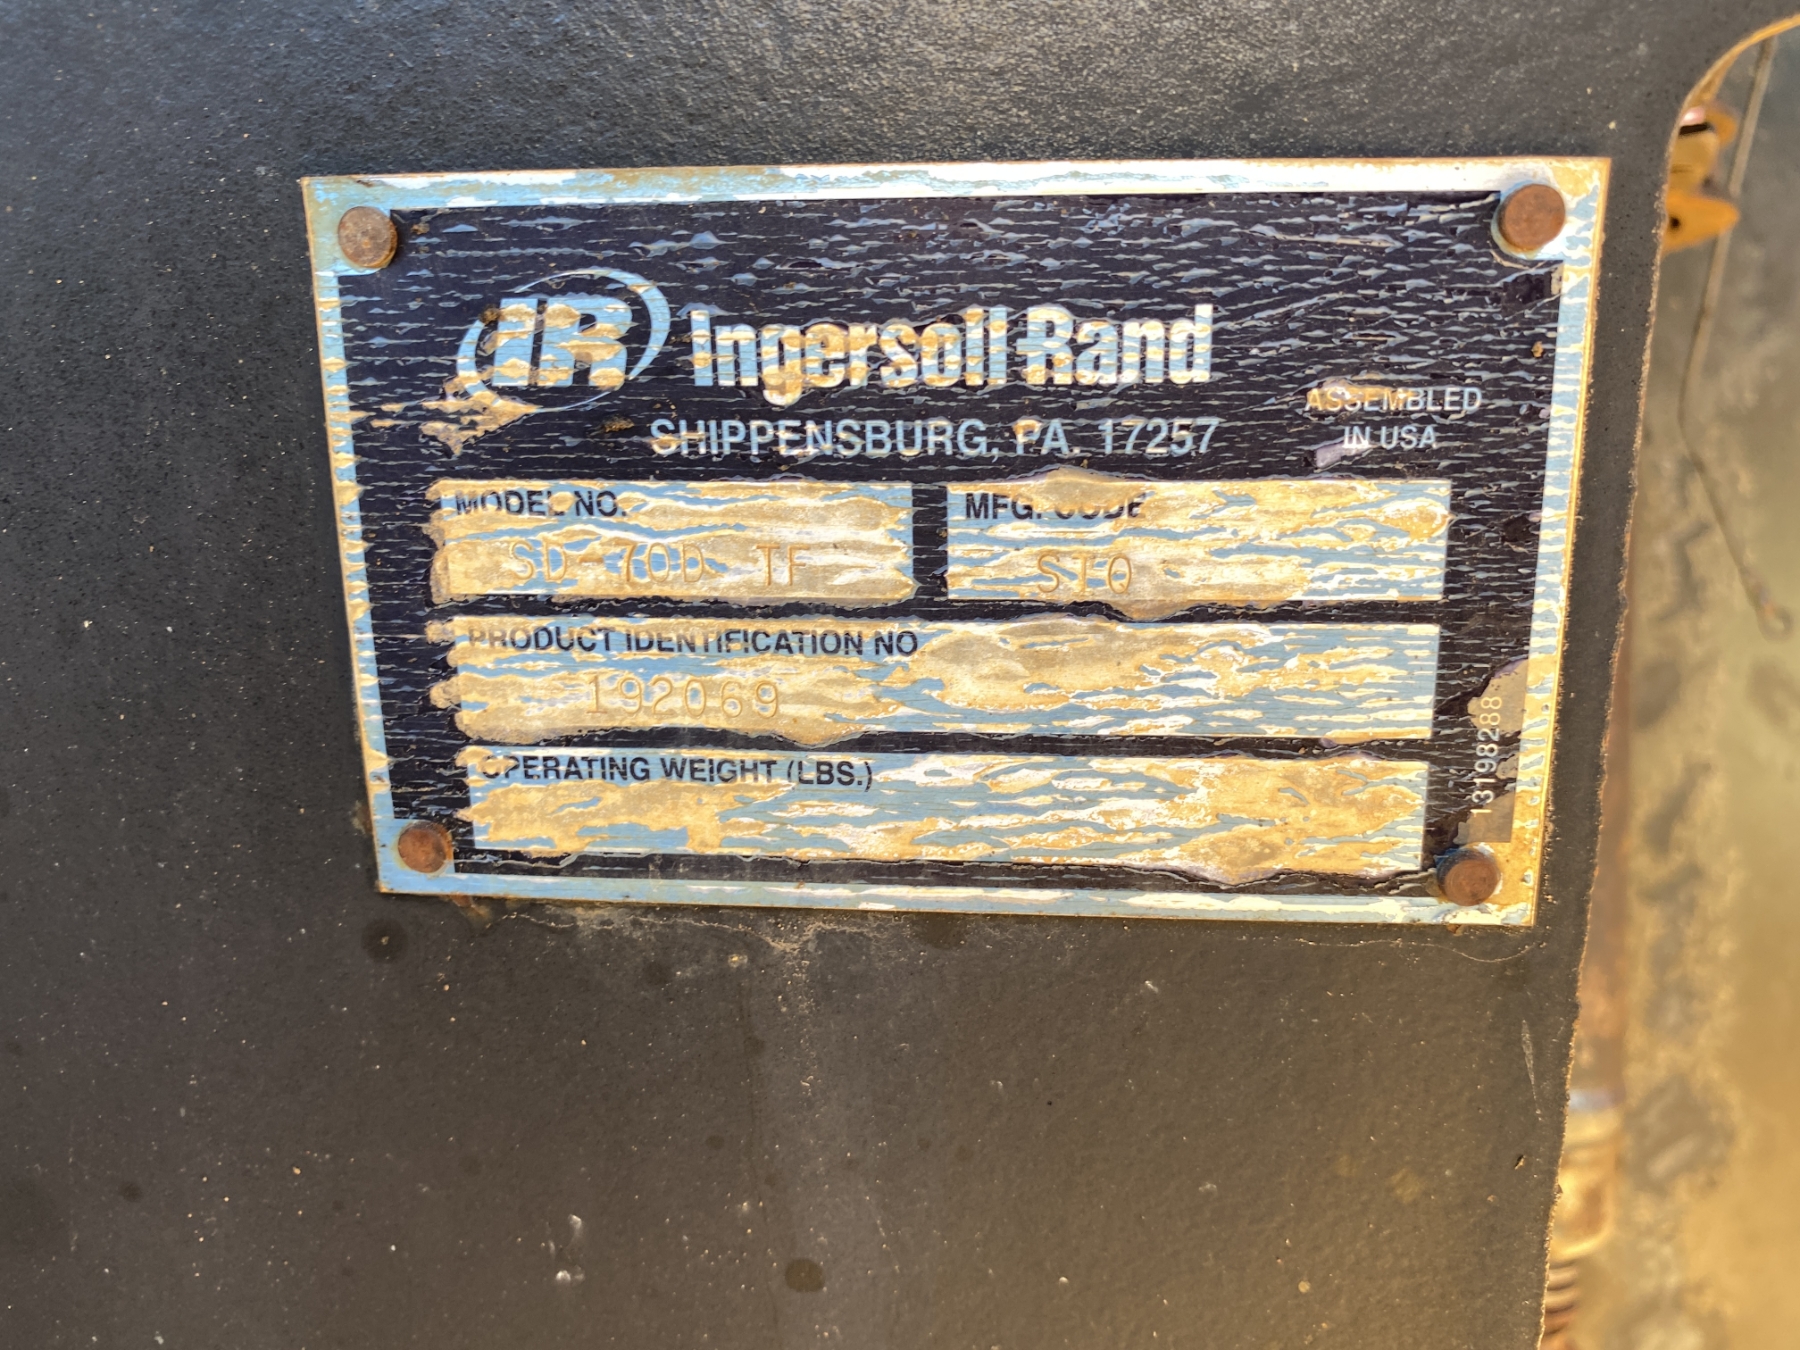 IR Ingersoll-Rand
SHIPPENSBURG, PA. 17257
ASSEMBLED
IN USA
MODEL NO.
SD-70D TF
MFG. CODE
SIO
PRODUCT IDENTIFICATION NO
192069
OPERATING WEIGHT (LBS.)
13198288